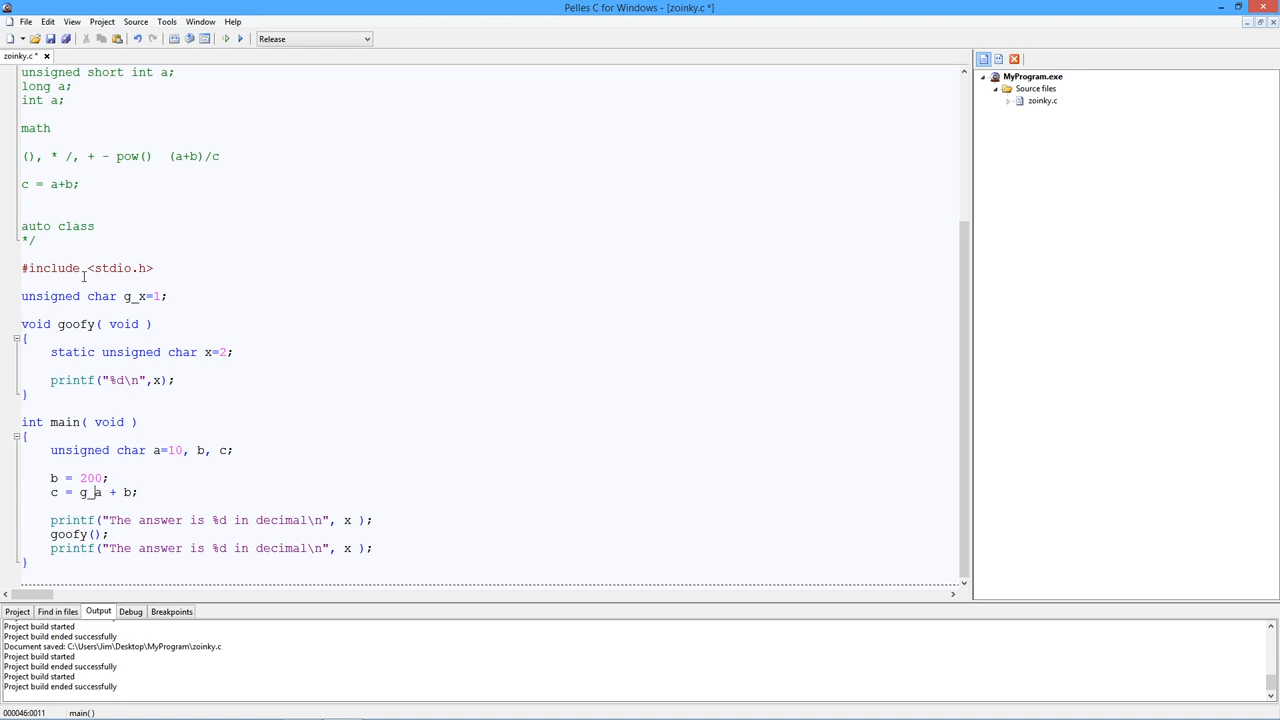 Pelles C for Windows - [zoinky.c *]
File Edit View Project Source Tools Window Help
Release
zoinky.c *
unsigned short int a;
long a;
int a;
math
(), * /, + - pow()  (a+b)/c
c = a+b;
auto class
*/
#include <stdio.h>
unsigned char g_x=1;
void goofy( void )
{
static unsigned char x=2;
printf("%d\n",x);
}
int main( void )
{
unsigned char a=10, b, c;
b = 200;
c = g_a + b;
printf("The answer is %d in decimal\n", x );
goofy();
printf("The answer is %d in decimal\n", x );
}
MyProgram.exe
Source files
zoinky.c
Project Find in files Output Debug Breakpoints
Project build started
Project build ended successfully
Document saved: C:\Users\Jim\Desktop\MyProgram\zoinky.c
Project build started
Project build ended successfully
Project build started
Project build ended successfully
000046:0011 main( )